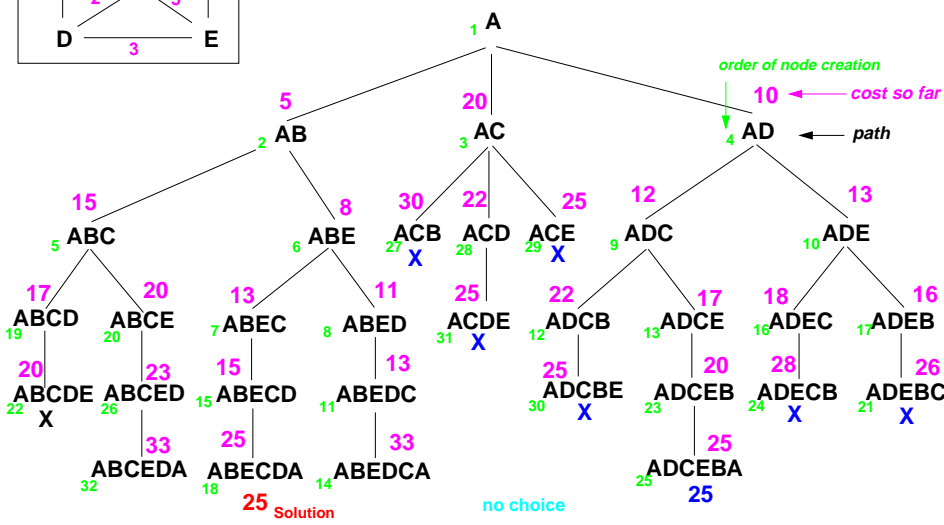 2 5
D 3 E
1 A
order of node creation
5 20 10 cost so far
2 AB 3 AC 4 AD path
15 8 30 22 25 12 13
5 ABC 6 ABE 27 ACB 28 ACD 29 ACE 9 ADC 10 ADE
X X
17 20 13 11 25 22 17 18 16
19 ABCD 20 ABCE 7 ABEC 8 ABED 31 ACDE 12 ADCB 13 ADCE 16 ADEC 17 ADEB
X
20 23 15 13 25 20 28 26
22 ABCDE 26 ABCED 15 ABECD 11 ABEDC 30 ADCBE 23 ADCEB 24 ADECB 21 ADEBC
X X X X
33 25 33 25
32 ABCEDA 18 ABECDA 14 ABEDCA 25 ADCEBA
25 Solution no choice 25